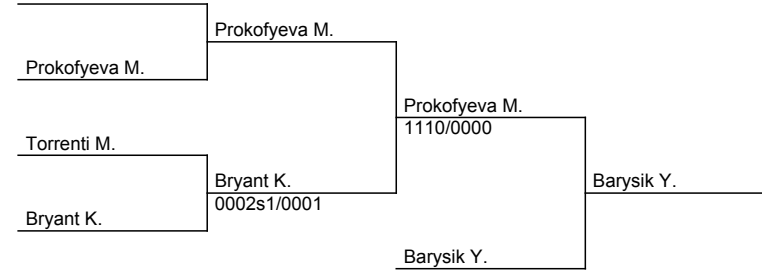 Prokofyeva M.
Prokofyeva M.
Prokofyeva M.
1110/0000
Torrenti M.
Bryant K.
0002s1/0001
Barysik Y.
Bryant K.
Barysik Y.